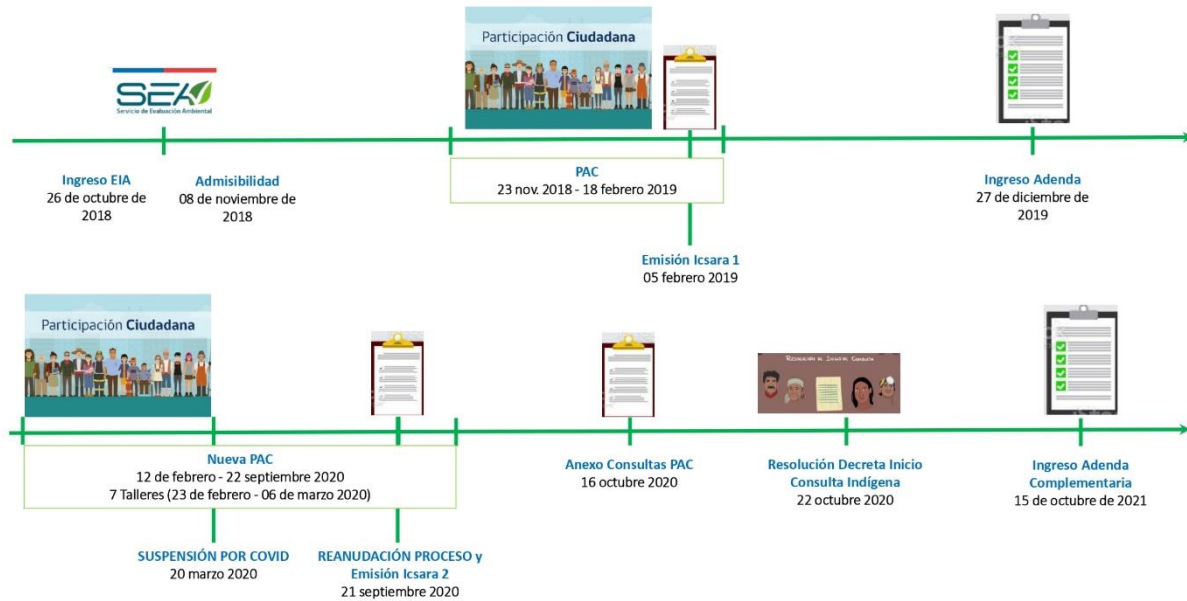 Participación Ciudadana
SEA
Servicio de Evaluación Ambiental
Ingreso EIA
26 de octubre de
2018
Admisibilidad
08 de noviembre de
2018
PAC
23 nov. 2018 - 18 febrero 2019
Ingreso Adenda
27 de diciembre de
2019
Emisión Icsara 1
05 febrero 2019
Participación Ciudadana
RESOLUCIÓN DE INICIO DE CONSULTA
Nueva PAC
12 de febrero - 22 septiembre 2020
7 Talleres (23 de febrero - 06 de marzo 2020)
Anexo Consultas PAC
16 octubre 2020
Resolución Decreta Inicio
Consulta Indígena
22 octubre 2020
Ingreso Adenda
Complementaria
15 de octubre de 2021
SUSPENSIÓN POR COVID
20 marzo 2020
REANUDACIÓN PROCESO y
Emisión Icsara 2
21 septiembre 2020